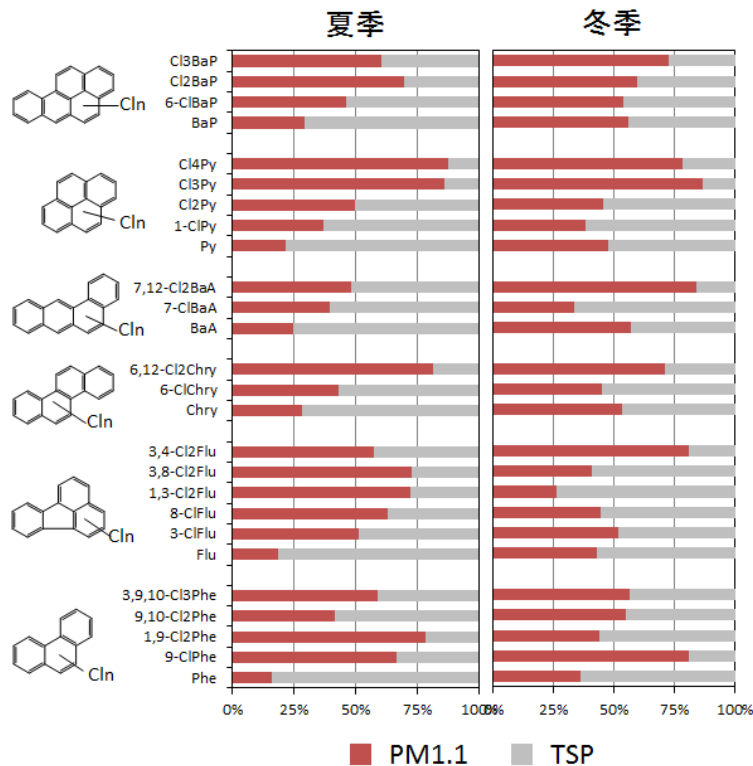 夏季 冬季
Cl3BaP
Cl2BaP
6-ClBaP
BaP
Cln
Cl4Py
Cl3Py
Cl2Py
1-ClPy
Py
Cln
7,12-Cl2BaA
7-ClBaA
BaA
Cln
6,12-Cl2Chry
6-ClChry
Chry
Cln
3,4-Cl2Flu
3,8-Cl2Flu
1,3-Cl2Flu
8-ClFlu
3-ClFlu
Flu
Cln
3,9,10-Cl3Phe
9,10-Cl2Phe
1,9-Cl2Phe
9-ClPhe
Phe
Cln
0% 25% 50% 75% 100% 0% 25% 50% 75% 100%
PM1.1 TSP